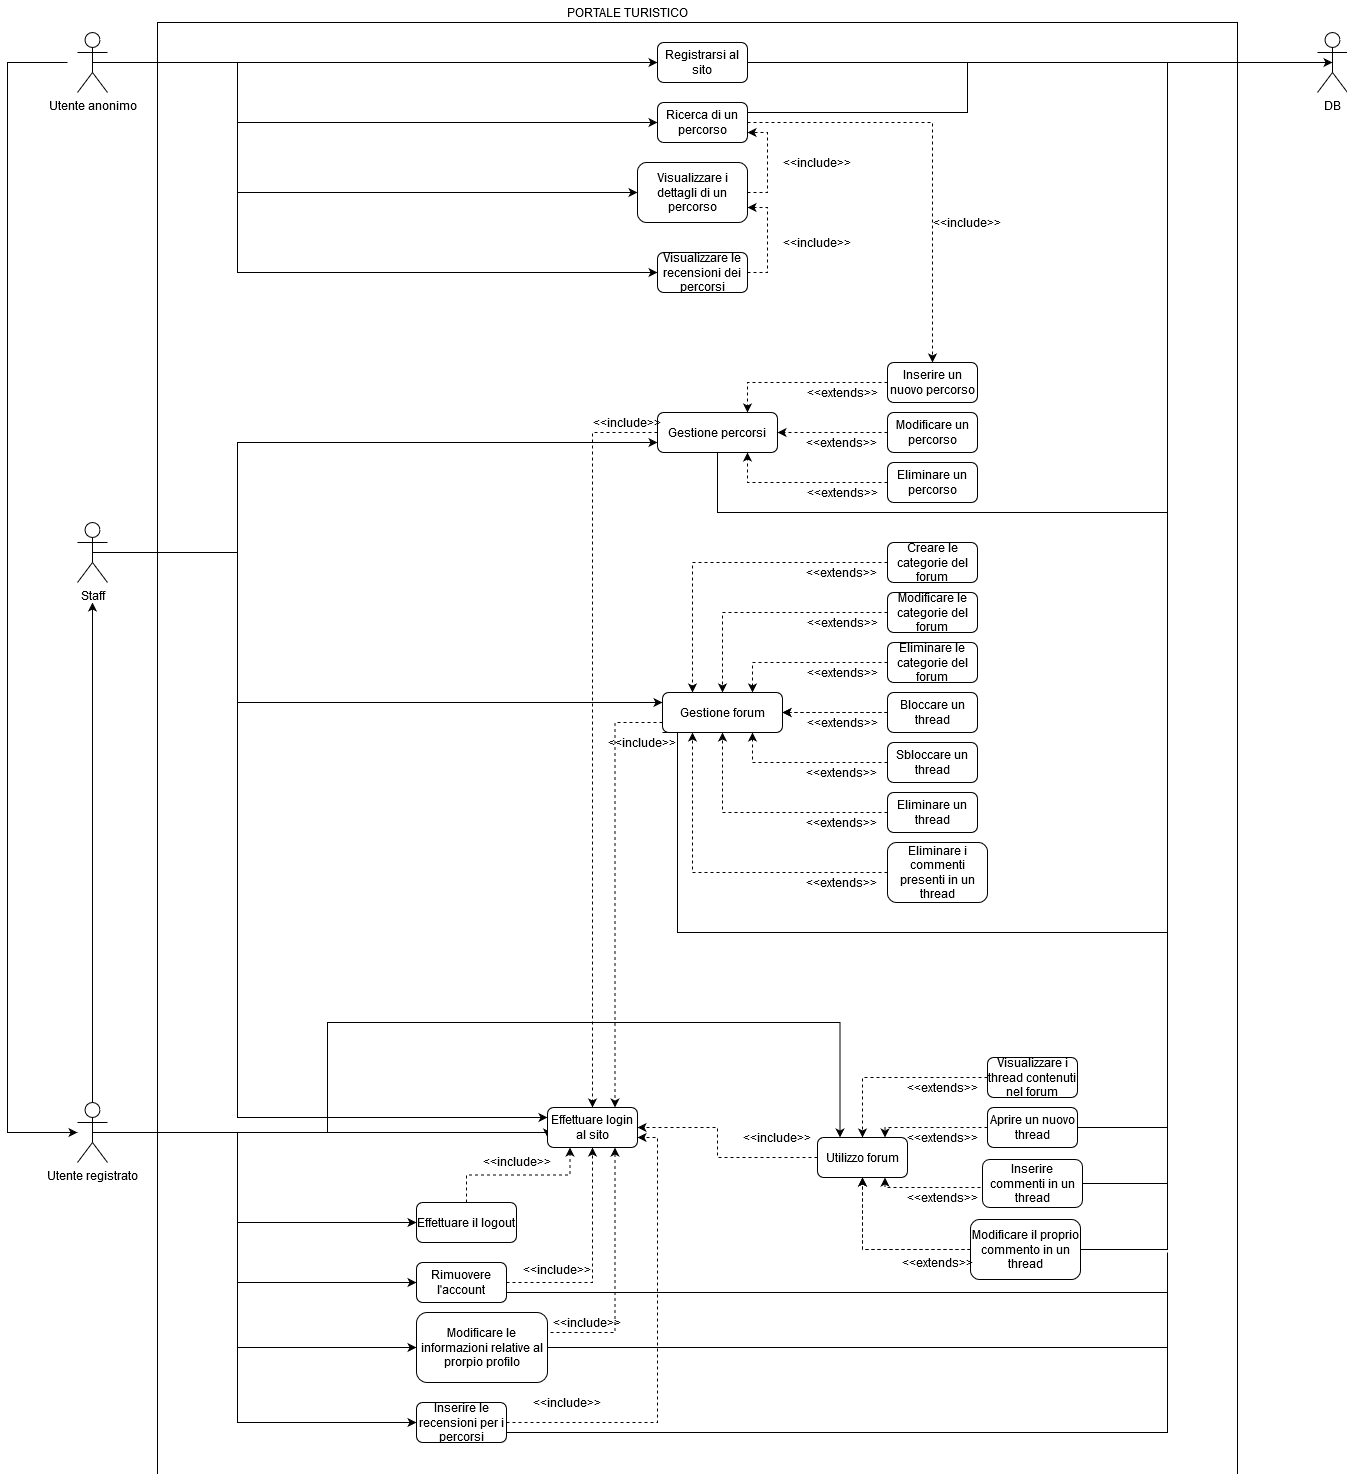 PORTALE TURISTICO
Utente anonimo
Registrarsi al
sito
DB
Ricerca di un
percorso
<<include>>
Visualizzare i
dettagli di un
percorso
<<include>>
<<include>>
Visualizzare le
recensioni dei
percorsi
Inserire un
nuovo percorso
<<extends>>
<<include>>
Gestione percorsi
Modificare un
percorso
<<extends>>
Eliminare un
percorso
<<extends>>
Staff
Creare le
categorie del
forum
<<extends>>
Modificare le
categorie del
forum
<<extends>>
Eliminare le
categorie del
forum
<<extends>>
Gestione forum
Bloccare un
thread
<<extends>>
<<include>>
Sbloccare un
thread
<<extends>>
Eliminare un
thread
<<extends>>
Eliminare i
commenti
presenti in un
thread
<<extends>>
Visualizzare i
thread contenuti
nel forum
<<extends>>
Utente registrato
Effettuare login
al sito
<<include>>
Aprire un nuovo
thread
<<extends>>
Utilizzo forum
<<include>>
Inserire
commenti in un
thread
<<extends>>
Effettuare il logout
Modificare il proprio
commento in un
thread
<<extends>>
Rimuovere
l'account
<<include>>
Modificare le
informazioni relative al
prorpio profilo
<<include>>
Inserire le
recensioni per i
percorsi
<<include>>